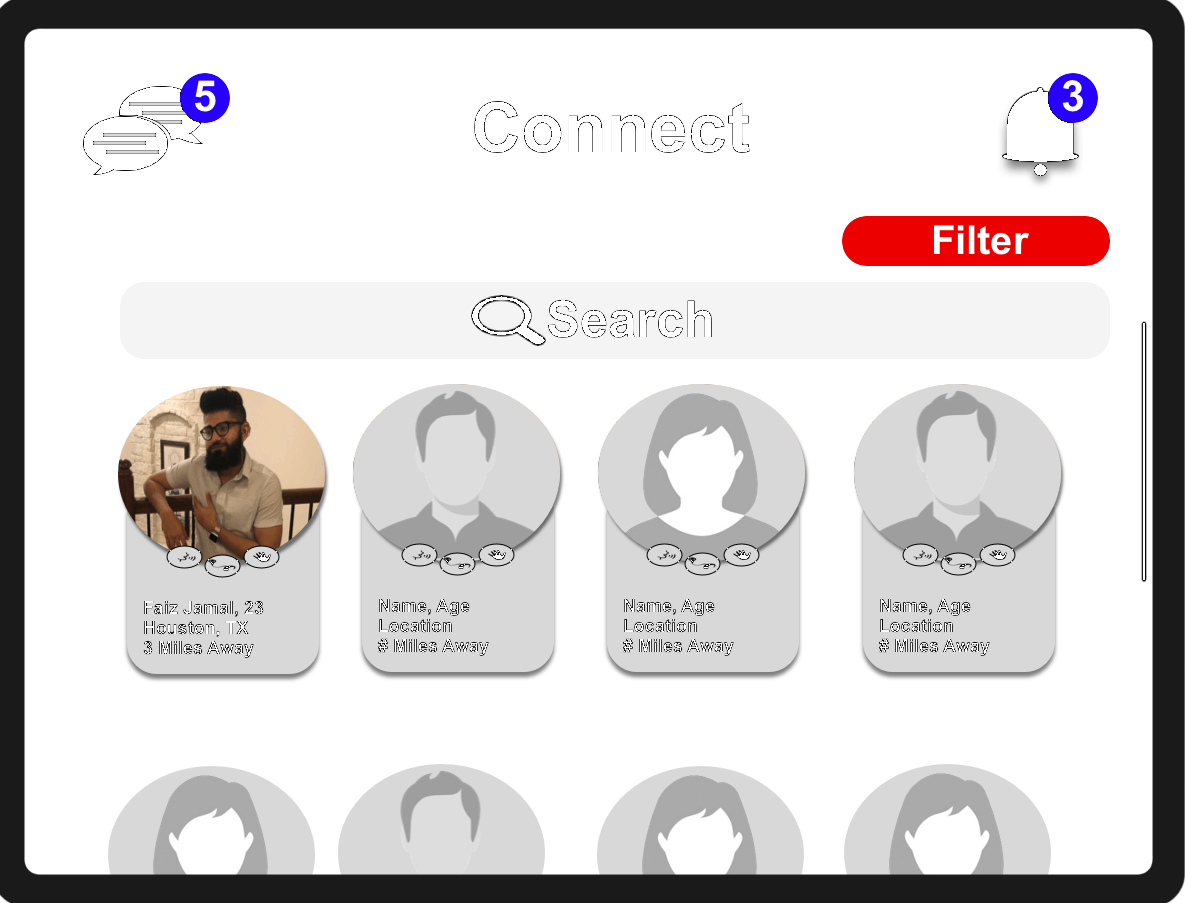 5
Connect
3
Filter
Search
Faiz Jamal, 23
Houston, TX
3 Miles Away
Name, Age
Location
# Miles Away
Name, Age
Location
# Miles Away
Name, Age
Location
# Miles Away